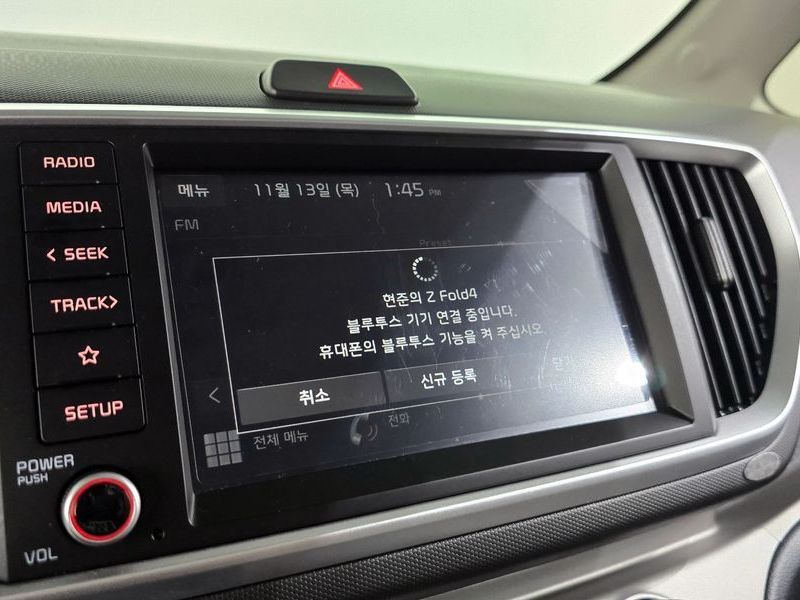 RADIO
MEDIA
< SEEK
TRACK>
SETUP
POWER
PUSH
VOL
메뉴 11월 13일 (목) 1:45 PM
FM
Preset
현준의 Z Fold4
블루투스 기기 연결 중입니다.
휴대폰의 블루투스 기능을 켜 주십시오
취소 신규 등록
전체 메뉴 전화